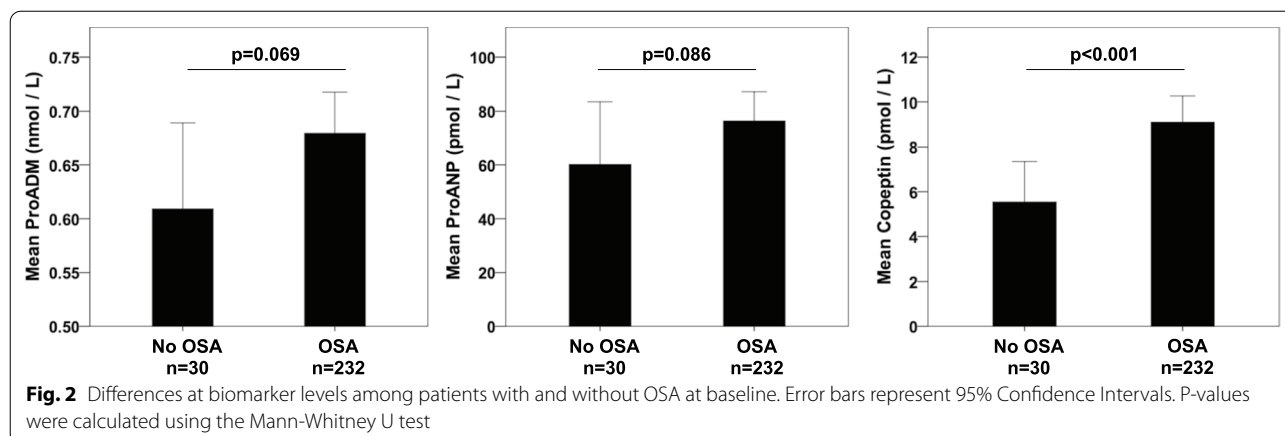 p=0.069
Mean ProADM (nmol / L)
0.75
0.70
0.65
0.60
0.55
0.50
No OSA
n=30
OSA
n=232
p=0.086
Mean ProANP (pmol / L)
100
80
60
40
20
0
No OSA
n=30
OSA
n=232
p<0.001
Mean Copeptin (pmol / L)
12
10
8
6
4
2
0
No OSA
n=30
OSA
n=232
Fig. 2 Differences at biomarker levels among patients with and without OSA at baseline. Error bars represent 95% Confidence Intervals. P-values
were calculated using the Mann-Whitney U test